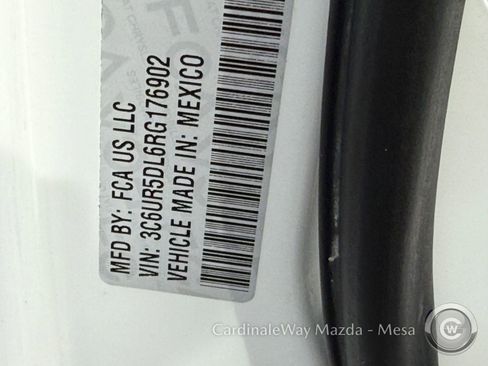 MFD BY: FCA US LLC
VIN: 3C6UR5DL6RG176902
VEHICLE MADE IN: MEXICO
CardinaleWay Mazda - Mesa